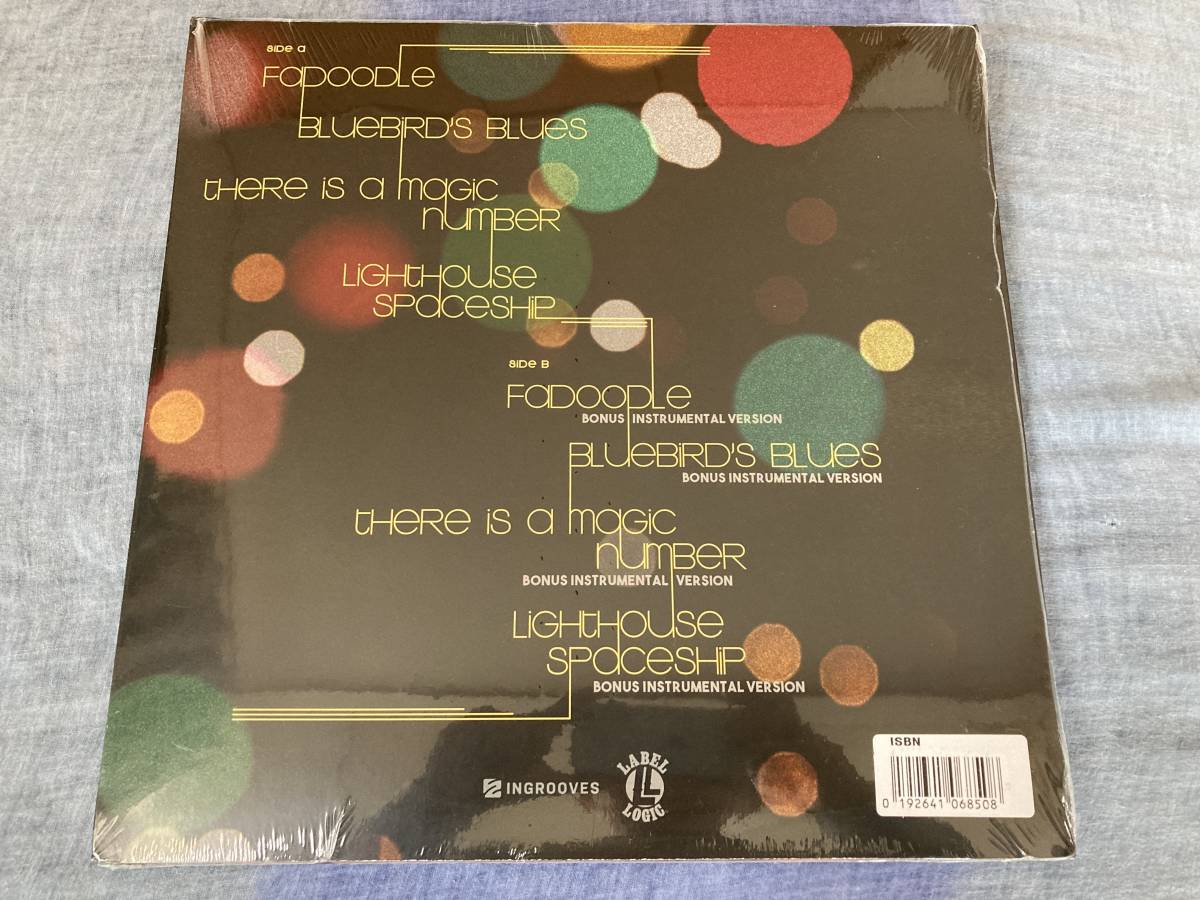 SIDE A
FADOODLE
BLUEBIRD'S BLUES
THERE IS A MAGIC
NUMBER
LIGHTHOUSE
SPACESHIP
SIDE B
FADOODLE
BONUS INSTRUMENTAL VERSION
BLUEBIRD'S BLUES
BONUS INSTRUMENTAL VERSION
THERE IS A MAGIC
NUMBER
BONUS INSTRUMENTAL VERSION
LIGHTHOUSE
SPACESHIP
BONUS INSTRUMENTAL VERSION
INGROOVES
LABEL
L
LOGIC
ISBN
0 192641 068508